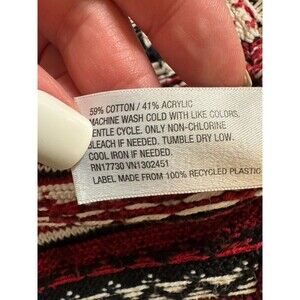 59% COTTON / 41% ACRYLIC
MACHINE WASH COLD WITH LIKE COLORS,
GENTLE CYCLE. ONLY NON-CHLORINE
BLEACH IF NEEDED. TUMBLE DRY LOW.
COOL IRON IF NEEDED.
RN17730 VN1302451
LABEL MADE FROM 100% RECYCLED PLASTIC